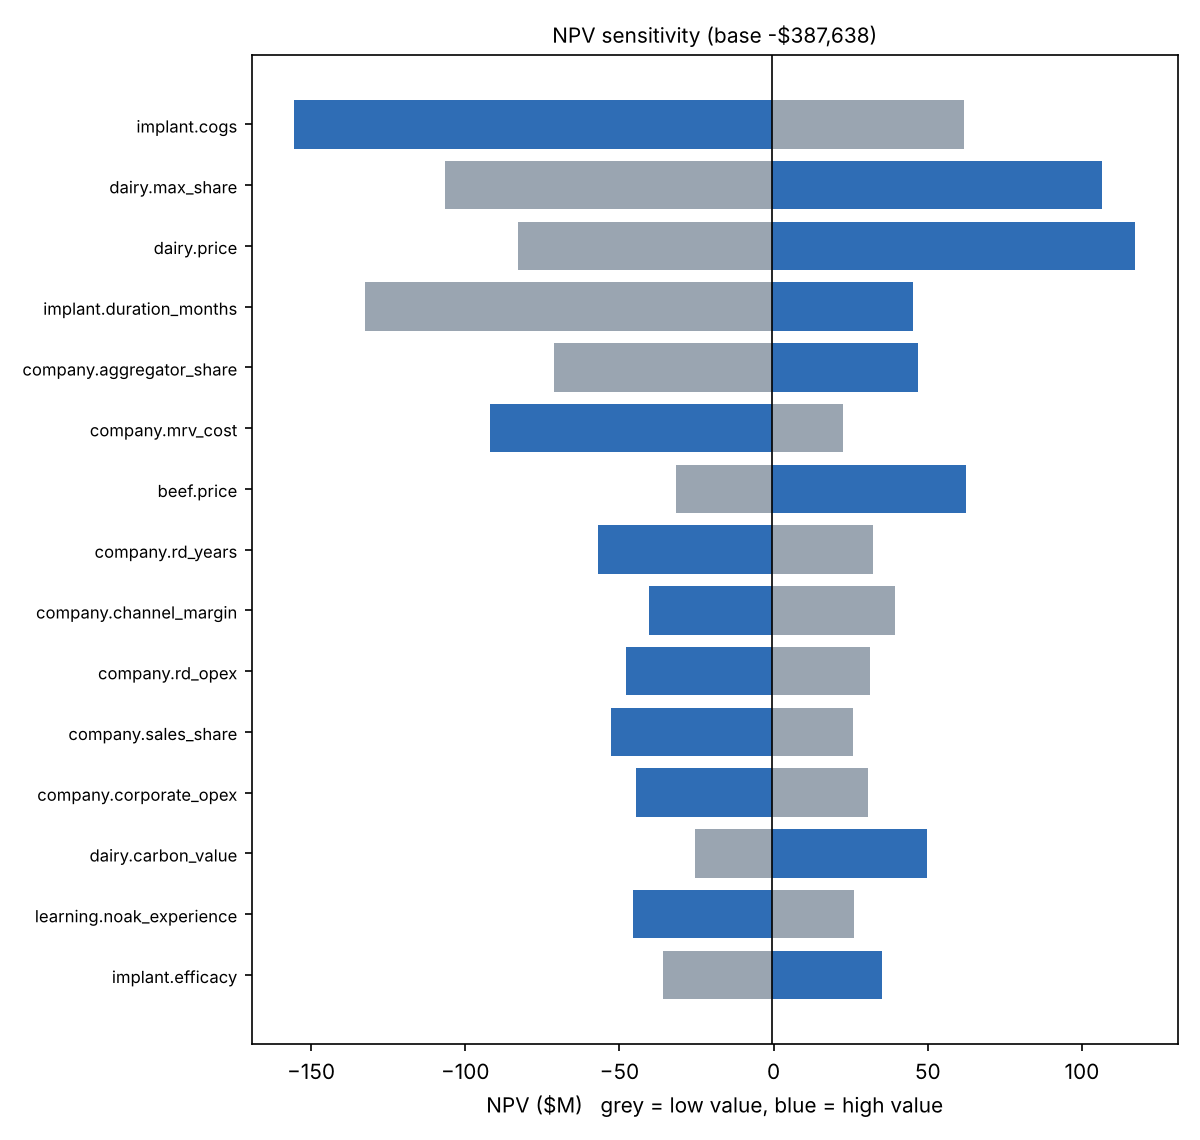 NPV sensitivity (base -$387,638)
implant.cogs
dairy.max_share
dairy.price
implant.duration_months
company.aggregator_share
company.mrv_cost
beef.price
company.rd_years
company.channel_margin
company.rd_opex
company.sales_share
company.corporate_opex
dairy.carbon_value
learning.noak_experience
implant.efficacy
−150 −100 −50 0 50 100
NPV ($M)   grey = low value, blue = high value